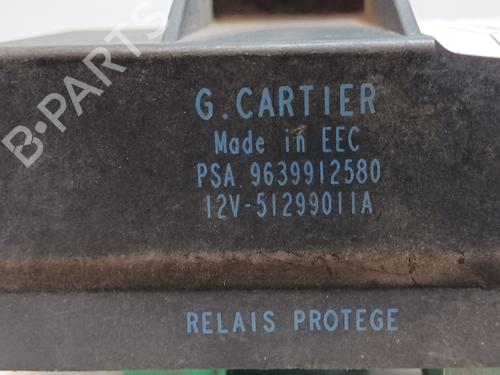 B-PARTS
G.CARTIER
Made in EEC
PSA 9639912580
12V-51299011A
RELAIS PROTEGE